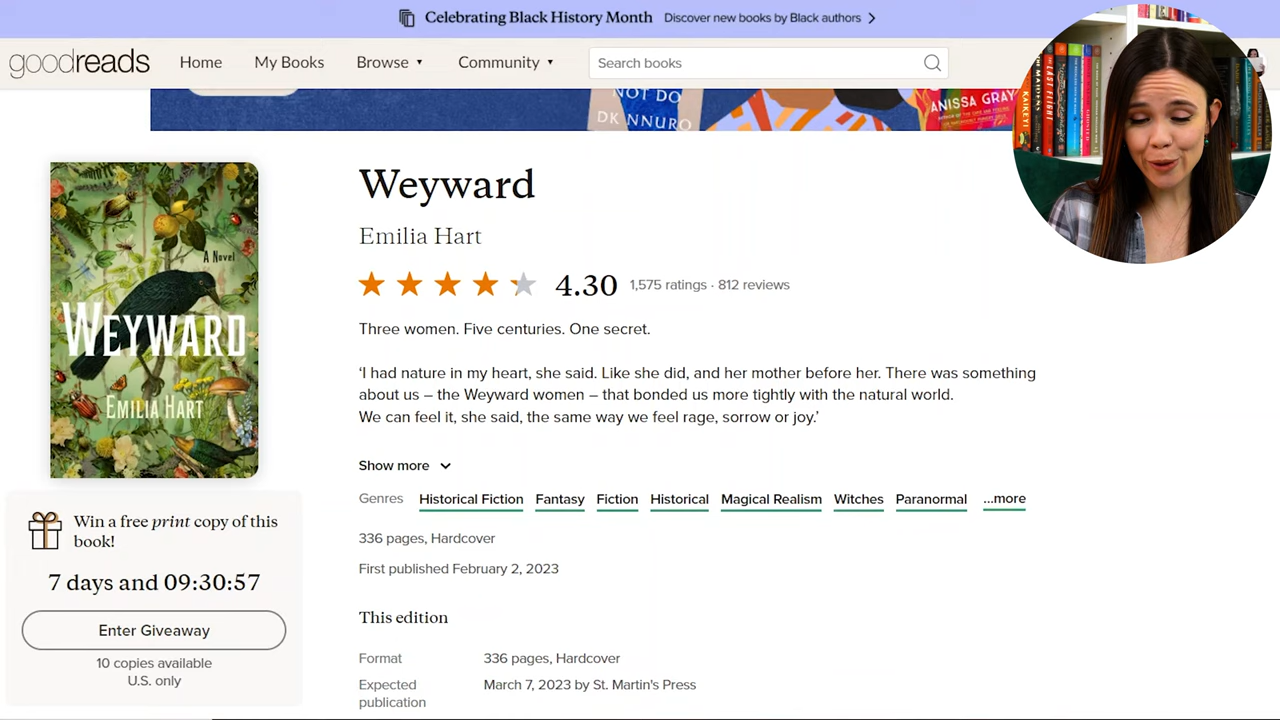 Celebrating Black History Month Discover new books by Black authors
goodreads Home My Books Browse Community Search books
NOT DO
DK NNURO
ANISSA GRAY
KAIKEYI
THE LAST FLIGHT
Weyward
Emilia Hart
4.30 1,575 ratings · 812 reviews
Three women. Five centuries. One secret.
‘I had nature in my heart, she said. Like she did, and her mother before her. There was something
about us – the Weyward women – that bonded us more tightly with the natural world.
We can feel it, she said, the same way we feel rage, sorrow or joy.’
Show more
Genres Historical Fiction Fantasy Fiction Historical Magical Realism Witches Paranormal ...more
336 pages, Hardcover
First published February 2, 2023
This edition
Format 336 pages, Hardcover
Expected publication March 7, 2023 by St. Martin's Press
A Novel
WEYWARD
EMILIA HART
Win a free print copy of this
book!
7 days and 09:30:57
Enter Giveaway
10 copies available
U.S. only